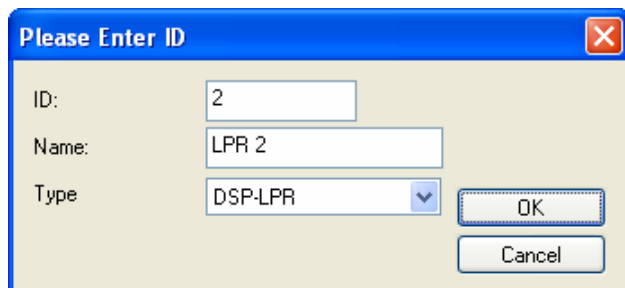 Please Enter ID
ID: 2
Name: LPR 2
Type DSP-LPR
OK
Cancel